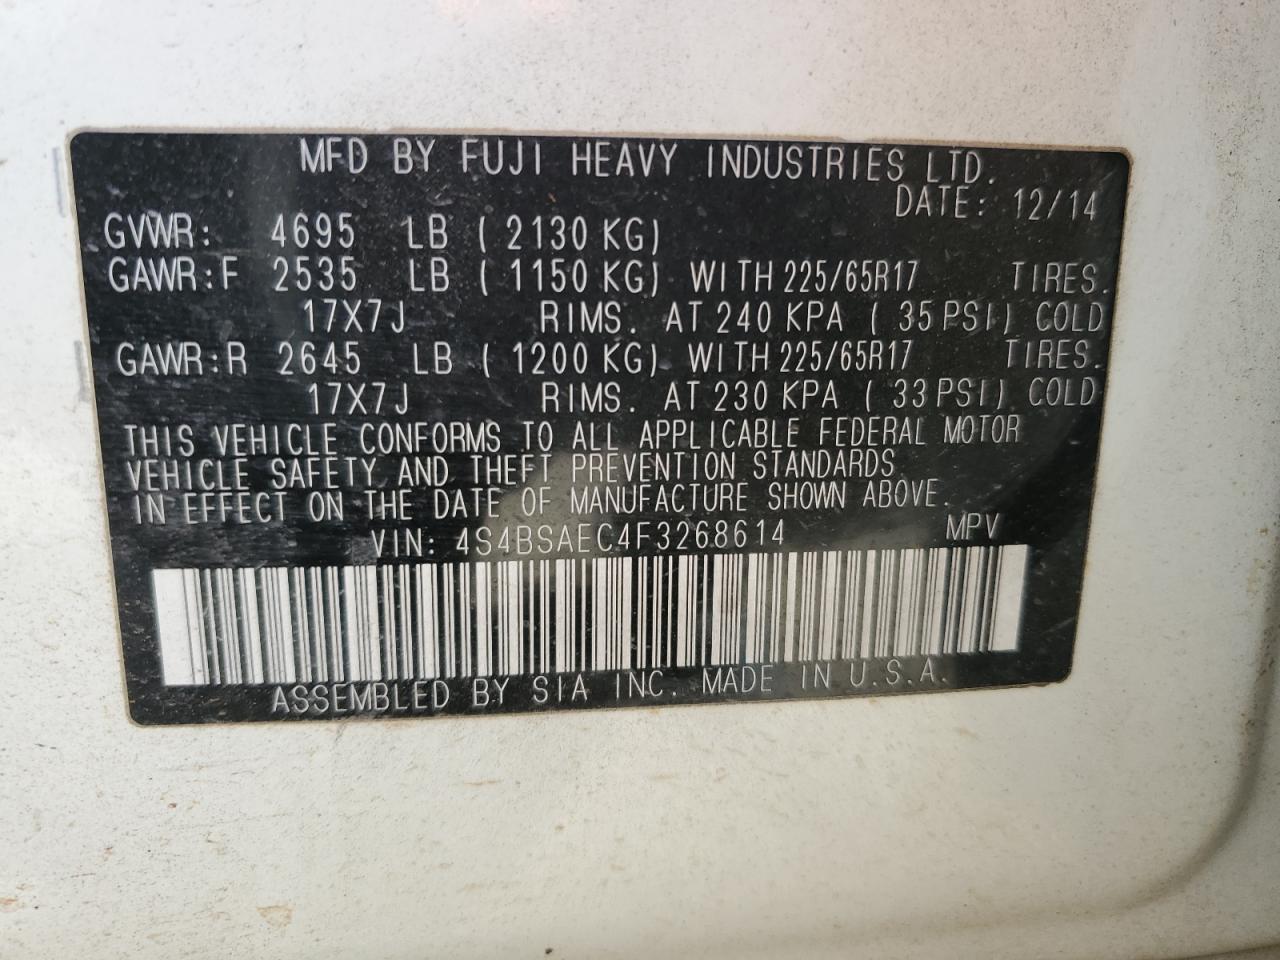 MFD BY FUJI HEAVY INDUSTRIES LTD.
DATE: 12/14
GVWR: 4695 LB ( 2130 KG)
GAWR:F 2535 LB ( 1150 KG) WITH 225/65R17 TIRES.
17X7J RIMS. AT 240 KPA ( 35 PSI) COLD
GAWR:R 2645 LB ( 1200 KG) WITH 225/65R17 TIRES.
17X7J RIMS. AT 230 KPA ( 33 PSI) COLD
THIS VEHICLE CONFORMS TO ALL APPLICABLE FEDERAL MOTOR
VEHICLE SAFETY AND THEFT PREVENTION STANDARDS
IN EFFECT ON THE DATE OF MANUFACTURE SHOWN ABOVE.
VIN: 4S4BSAEC4F3268614 MPV
ASSEMBLED BY SIA INC. MADE IN U.S.A.